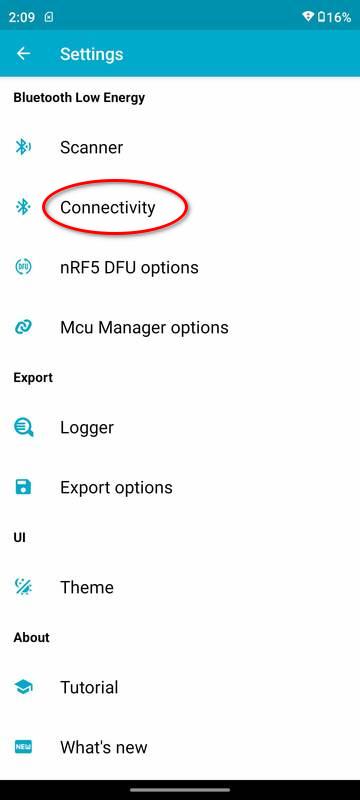 2:09 16%
Settings
Bluetooth Low Energy
Scanner
Connectivity
DFU nRF5 DFU options
Mcu Manager options
Export
Logger
Export options
UI
Theme
About
Tutorial
NEW What's new